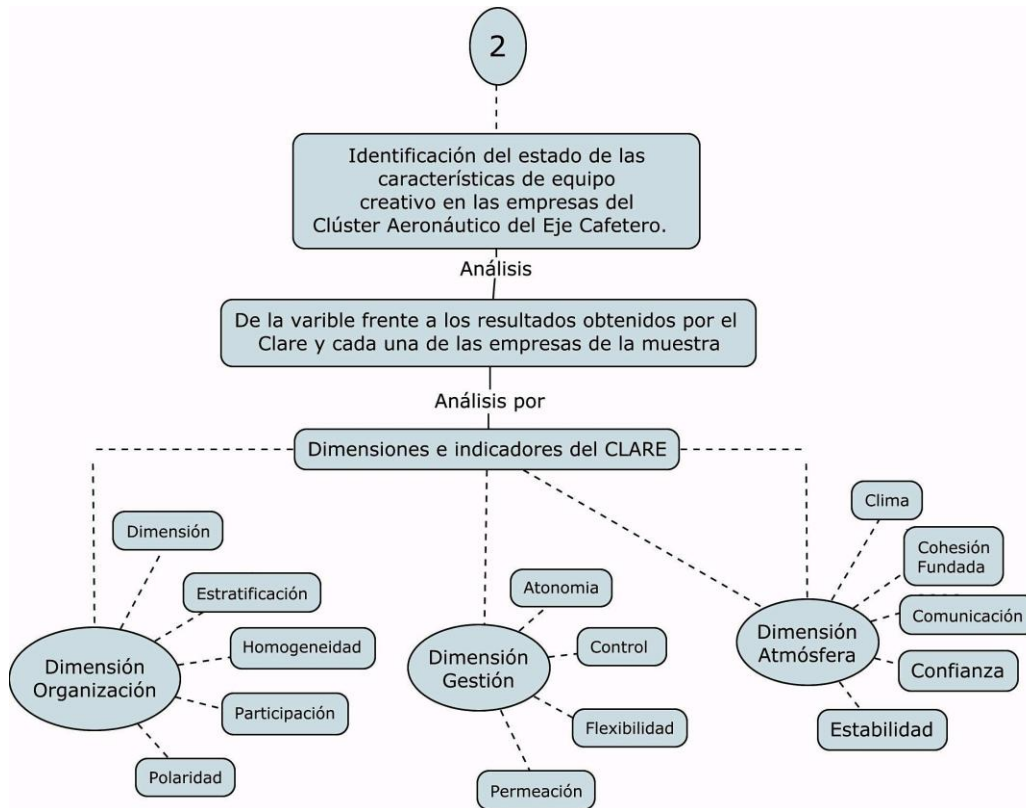 2
Identificación del estado de las
características de equipo
creativo en las empresas del
Clúster Aeronáutico del Eje Cafetero.
Análisis
De la varible frente a los resultados obtenidos por el
Clare y cada una de las empresas de la muestra
Análisis por
Dimensiones e indicadores del CLARE
Dimensión
Estratificación
Homogeneidad
Participación
Polaridad
Dimensión
Organización
Atonomia
Control
Flexibilidad
Permeación
Dimensión
Gestión
Clima
Cohesión
Fundada
Comunicación
Confianza
Estabilidad
Dimensión
Atmósfera